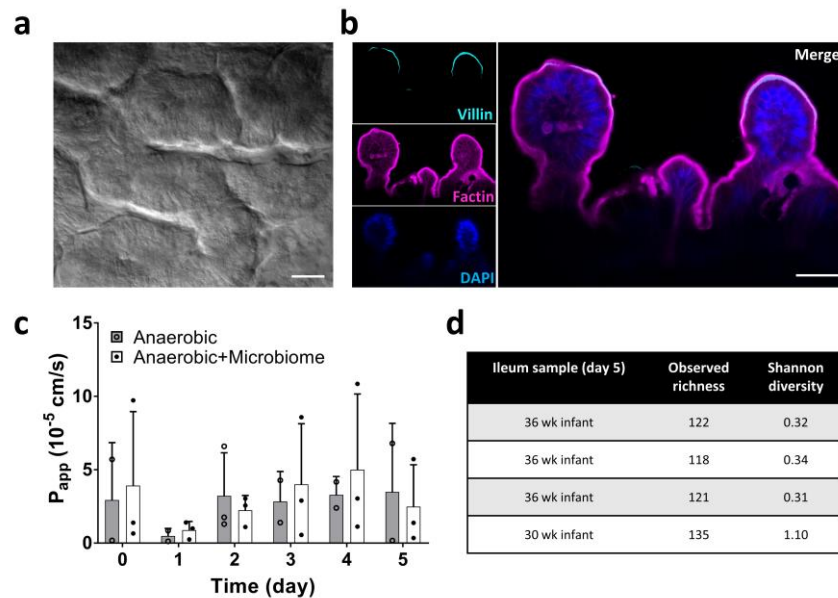 a
b
Villin
Factin
DAPI
Merge
c
15
10
5
0
P_app (10^-5 cm/s)
Anaerobic
Anaerobic+Microbiome
0 1 2 3 4 5
Time (day)
d
Ileum sample (day 5) Observed richness Shannon diversity
36 wk infant 122 0.32
36 wk infant 118 0.34
36 wk infant 121 0.31
30 wk infant 135 1.10